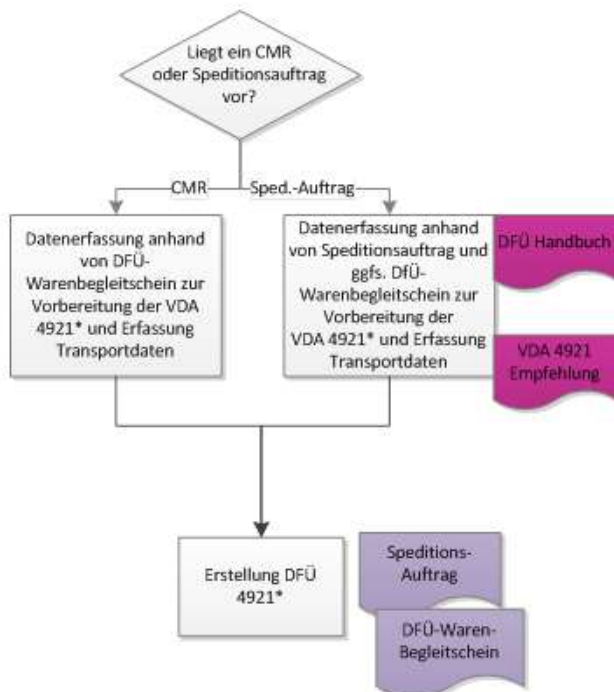 Liegt ein CMR
oder Speditionsauftrag
vor?
CMR
Sped.-Auftrag
Datenerfassung anhand
von DFÜ-
Warenbegleitschein zur
Vorbereitung der VDA
4921* und Erfassung
Transportdaten
Datenerfassung anhand
von Speditionsauftrag und
ggfs. DfÜ-
Warenbegleitschein zur
Vorbereitung der
VDA 4921* und Erfassung
Transportdaten
DFÜ Handbuch
VDA 4921
Empfehlung
Erstellung DFÜ
4921*
Speditions-
Auftrag
DFÜ-Waren-
Begleitschein